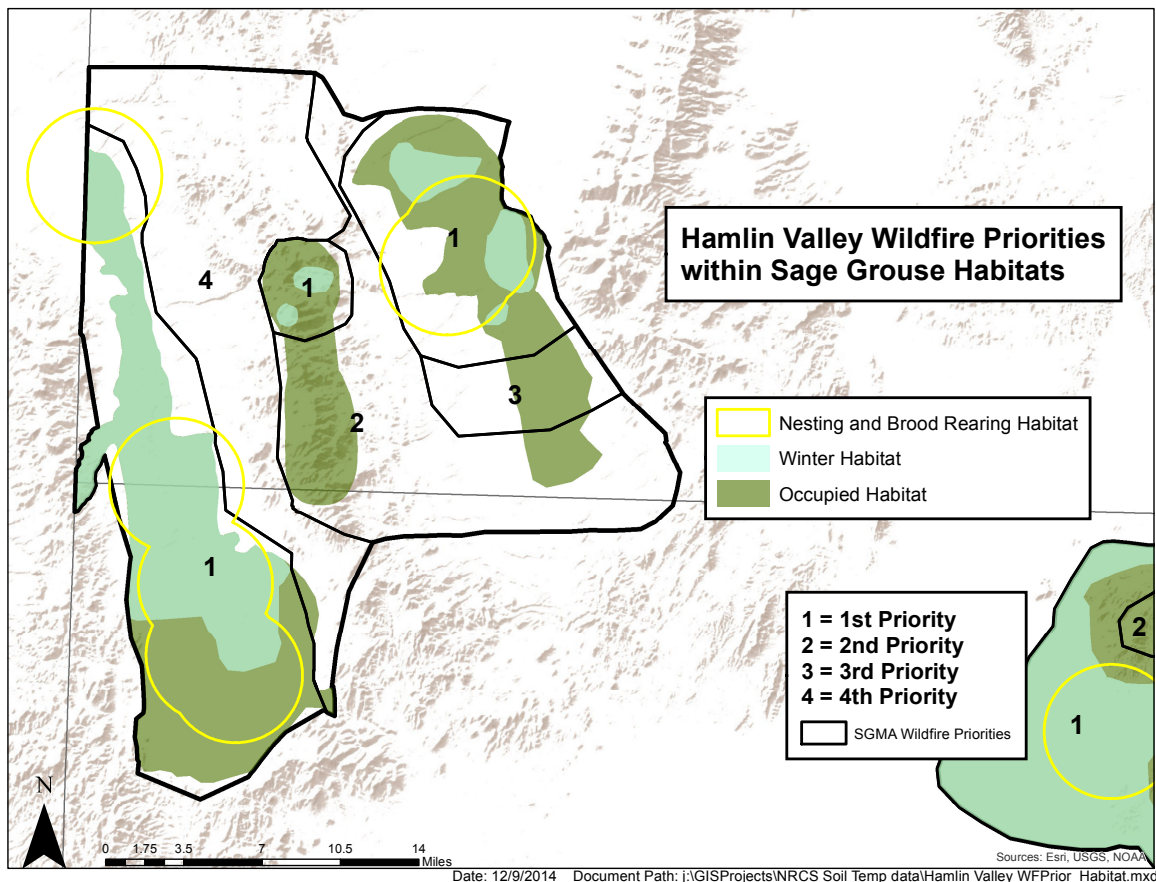 Hamlin Valley Wildfire Priorities
within Sage Grouse Habitats
4
1
1
3
2
1
Nesting and Brood Rearing Habitat
Winter Habitat
Occupied Habitat
1 = 1st Priority
2 = 2nd Priority
3 = 3rd Priority
4 = 4th Priority
SGMA Wildfire Priorities
2
1
N
0 1.75 3.5 7 10.5 14
Miles
Sources: Esri, USGS, NOAA
Date: 12/9/2014 Document Path: j:\GISProjects\NRCS Soil Temp data\Hamlin Valley WFPrior_Habitat.mxd